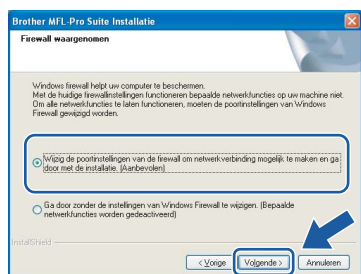 Brother MFL-Pro Suite Installatie
Firewall waargenomen
Windows firewall helpt uw computer te beschermen.
Met de huidige firewallinstellingen functioneren bepaalde netwerkfuncties op uw machine niet.
Om alle netwerkfuncties te laten functioneren, moeten de poortinstellingen van Windows
Firewall gewijzigd worden.
Wijzig de poortinstellingen van de firewall om netwerkverbinding mogelijk te maken en ga
door met de installatie. (Aanbevolen)
Ga door zonder de instellingen van Windows Firewall te wijzigen. (Bepaalde
netwerkfuncties worden gedeactiveerd)
InstallShield
< Vorige
Volgende >
Annuleren